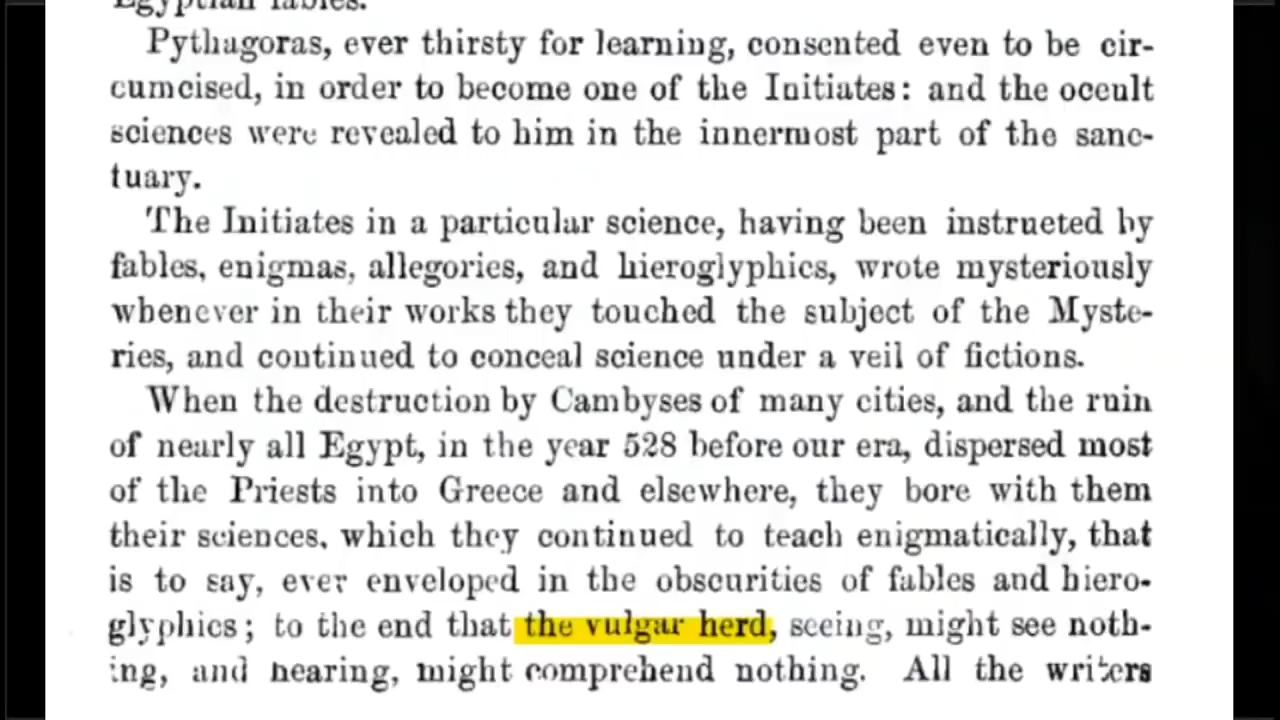 Egyptian fables.
Pythagoras, ever thirsty for learning, consented even to be cir-
cumcised, in order to become one of the Initiates: and the occult
sciences were revealed to him in the innermost part of the sanc-
tuary.
The Initiates in a particular science, having been instructed by
fables, enigmas, allegories, and hieroglyphics, wrote mysteriously
whenever in their works they touched the subject of the Myste-
ries, and continued to conceal science under a veil of fictions.
When the destruction by Cambyses of many cities, and the ruin
of nearly all Egypt, in the year 528 before our era, dispersed most
of the Priests into Greece and elsewhere, they bore with them
their sciences, which they continued to teach enigmatically, that
is to say, ever enveloped in the obscurities of fables and hiero-
glyphics; to the end that the vulgar herd, seeing, might see noth-
ing, and hearing, might comprehend nothing. All the writers